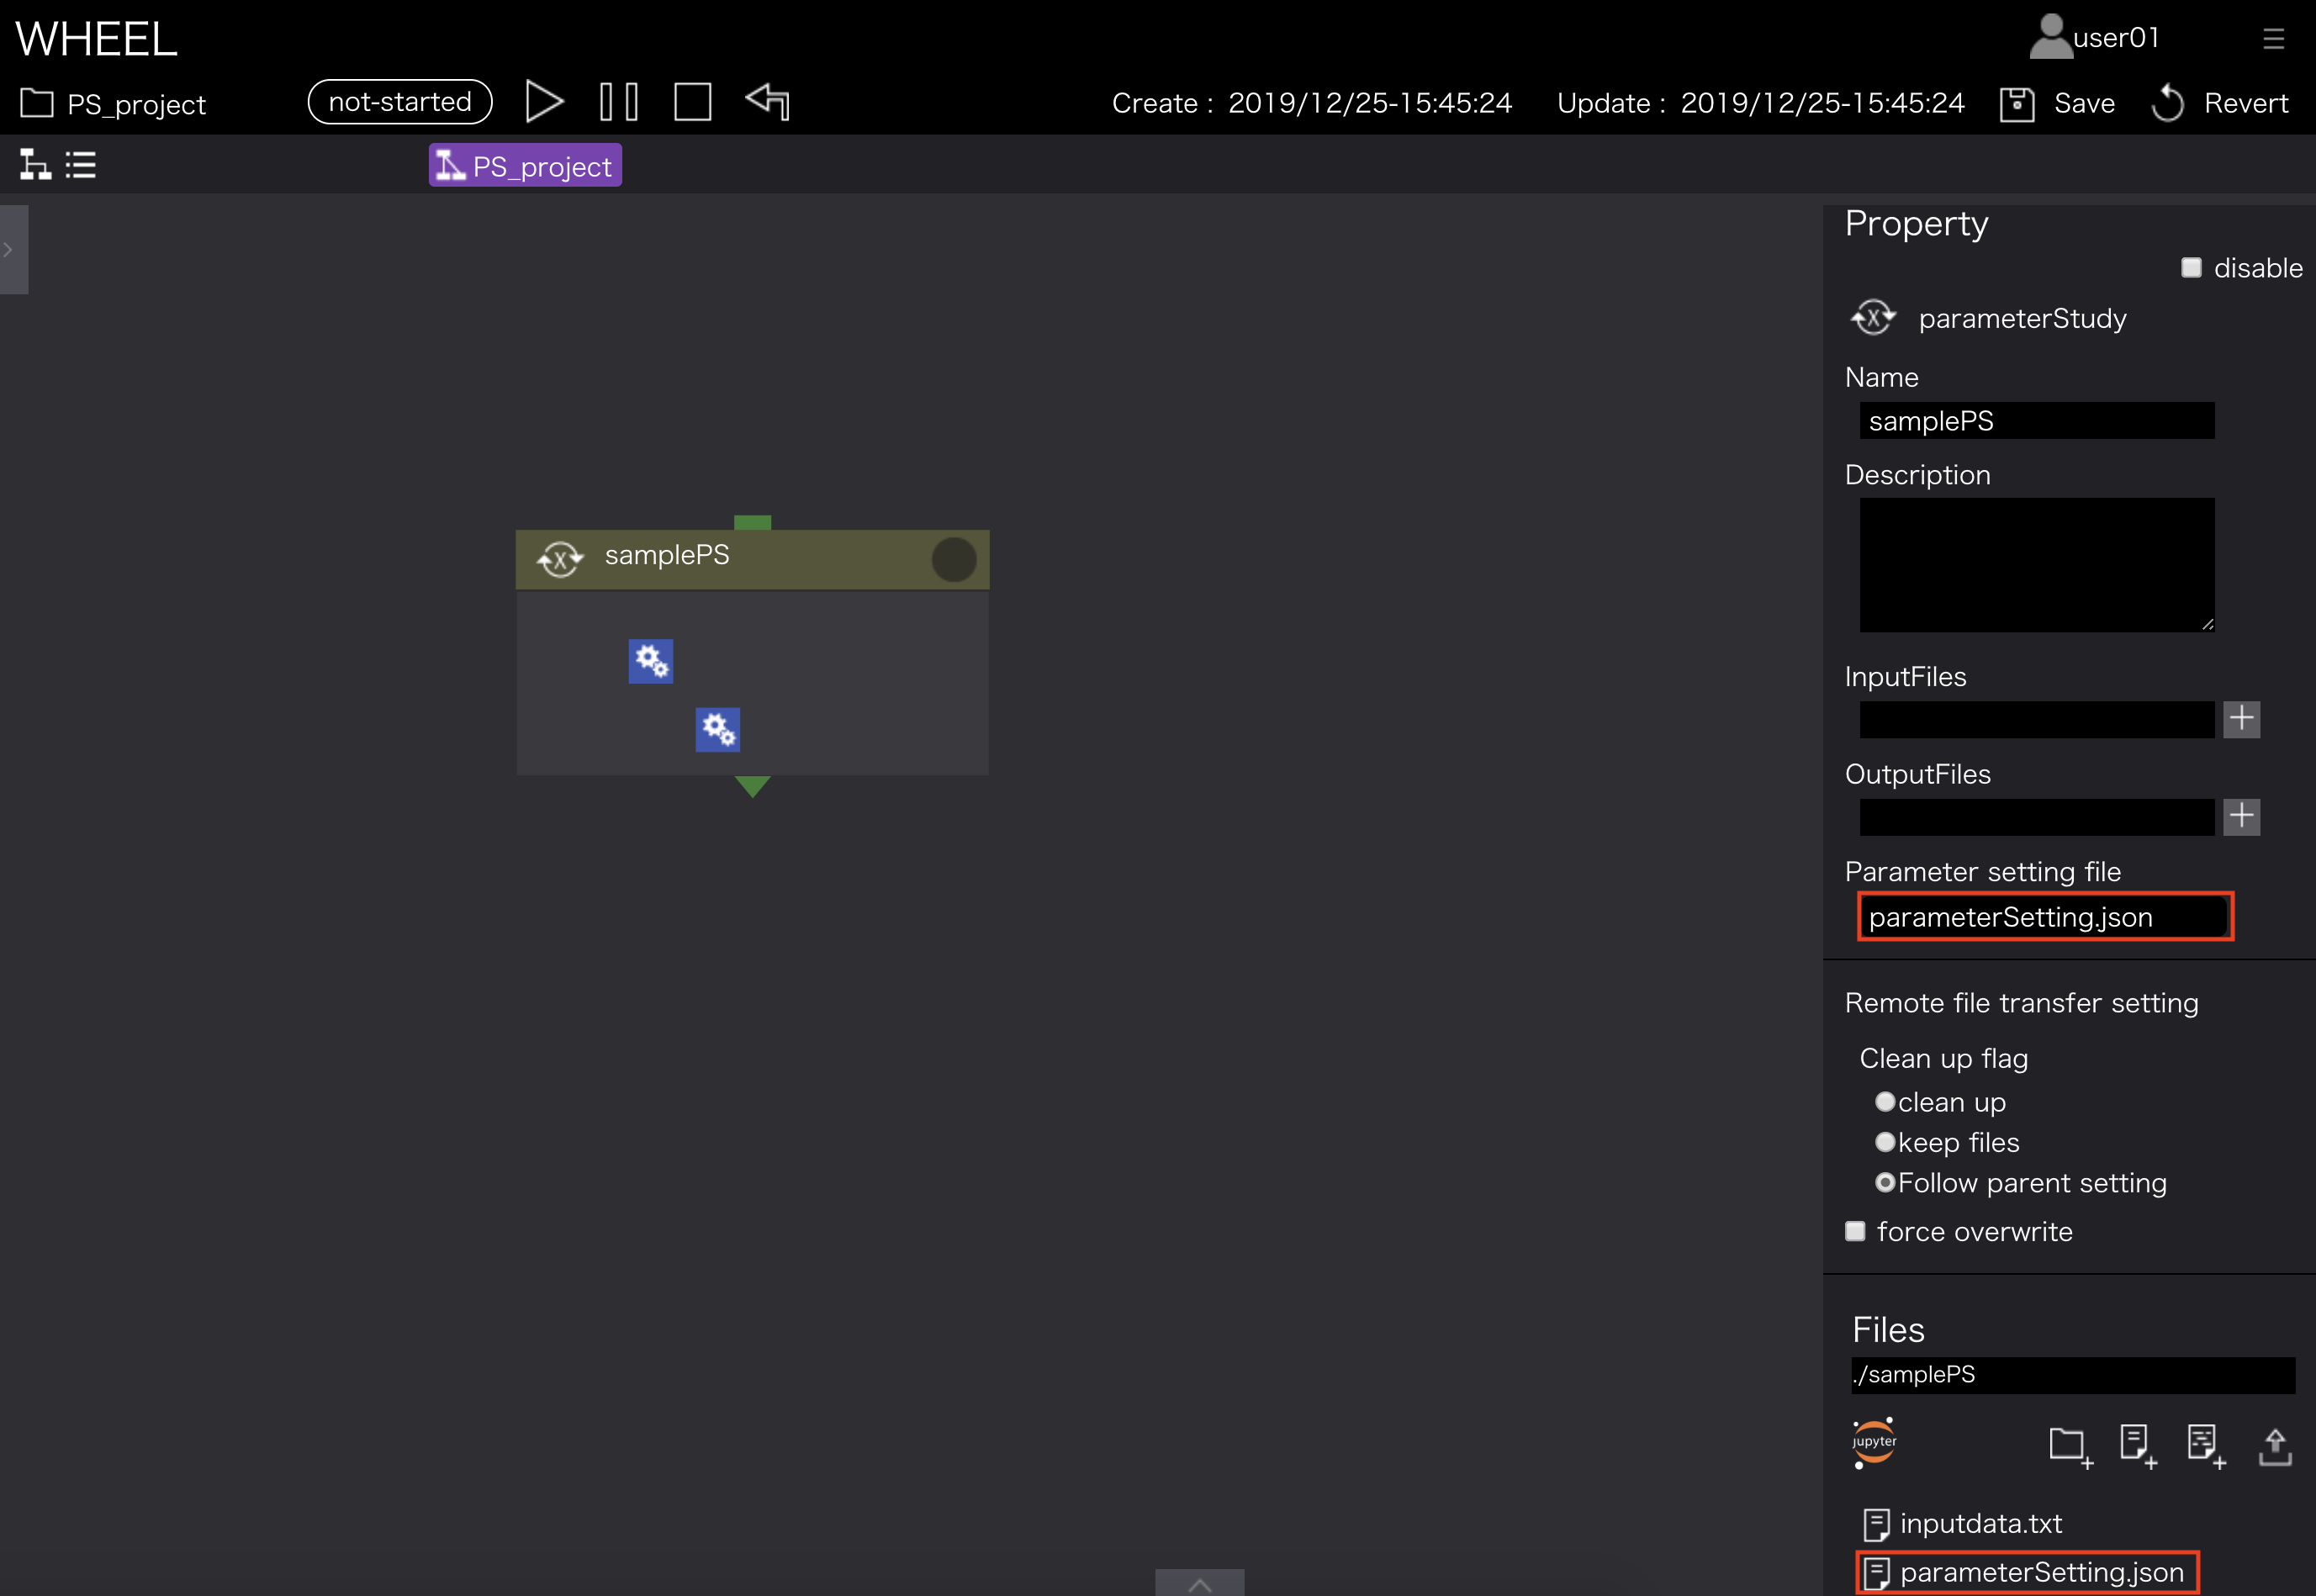 WHEEL
user01
PS_project
not-started
Create : 2019/12/25-15:45:24
Update : 2019/12/25-15:45:24
Save
Revert
PS_project
samplePS
Property
disable
parameterStudy
Name
samplePS
Description
InputFiles
OutputFiles
Parameter setting file
parameterSetting.json
Remote file transfer setting
Clean up flag
clean up
keep files
Follow parent setting
force overwrite
Files
./samplePS
jupyter
inputdata.txt
parameterSetting.json